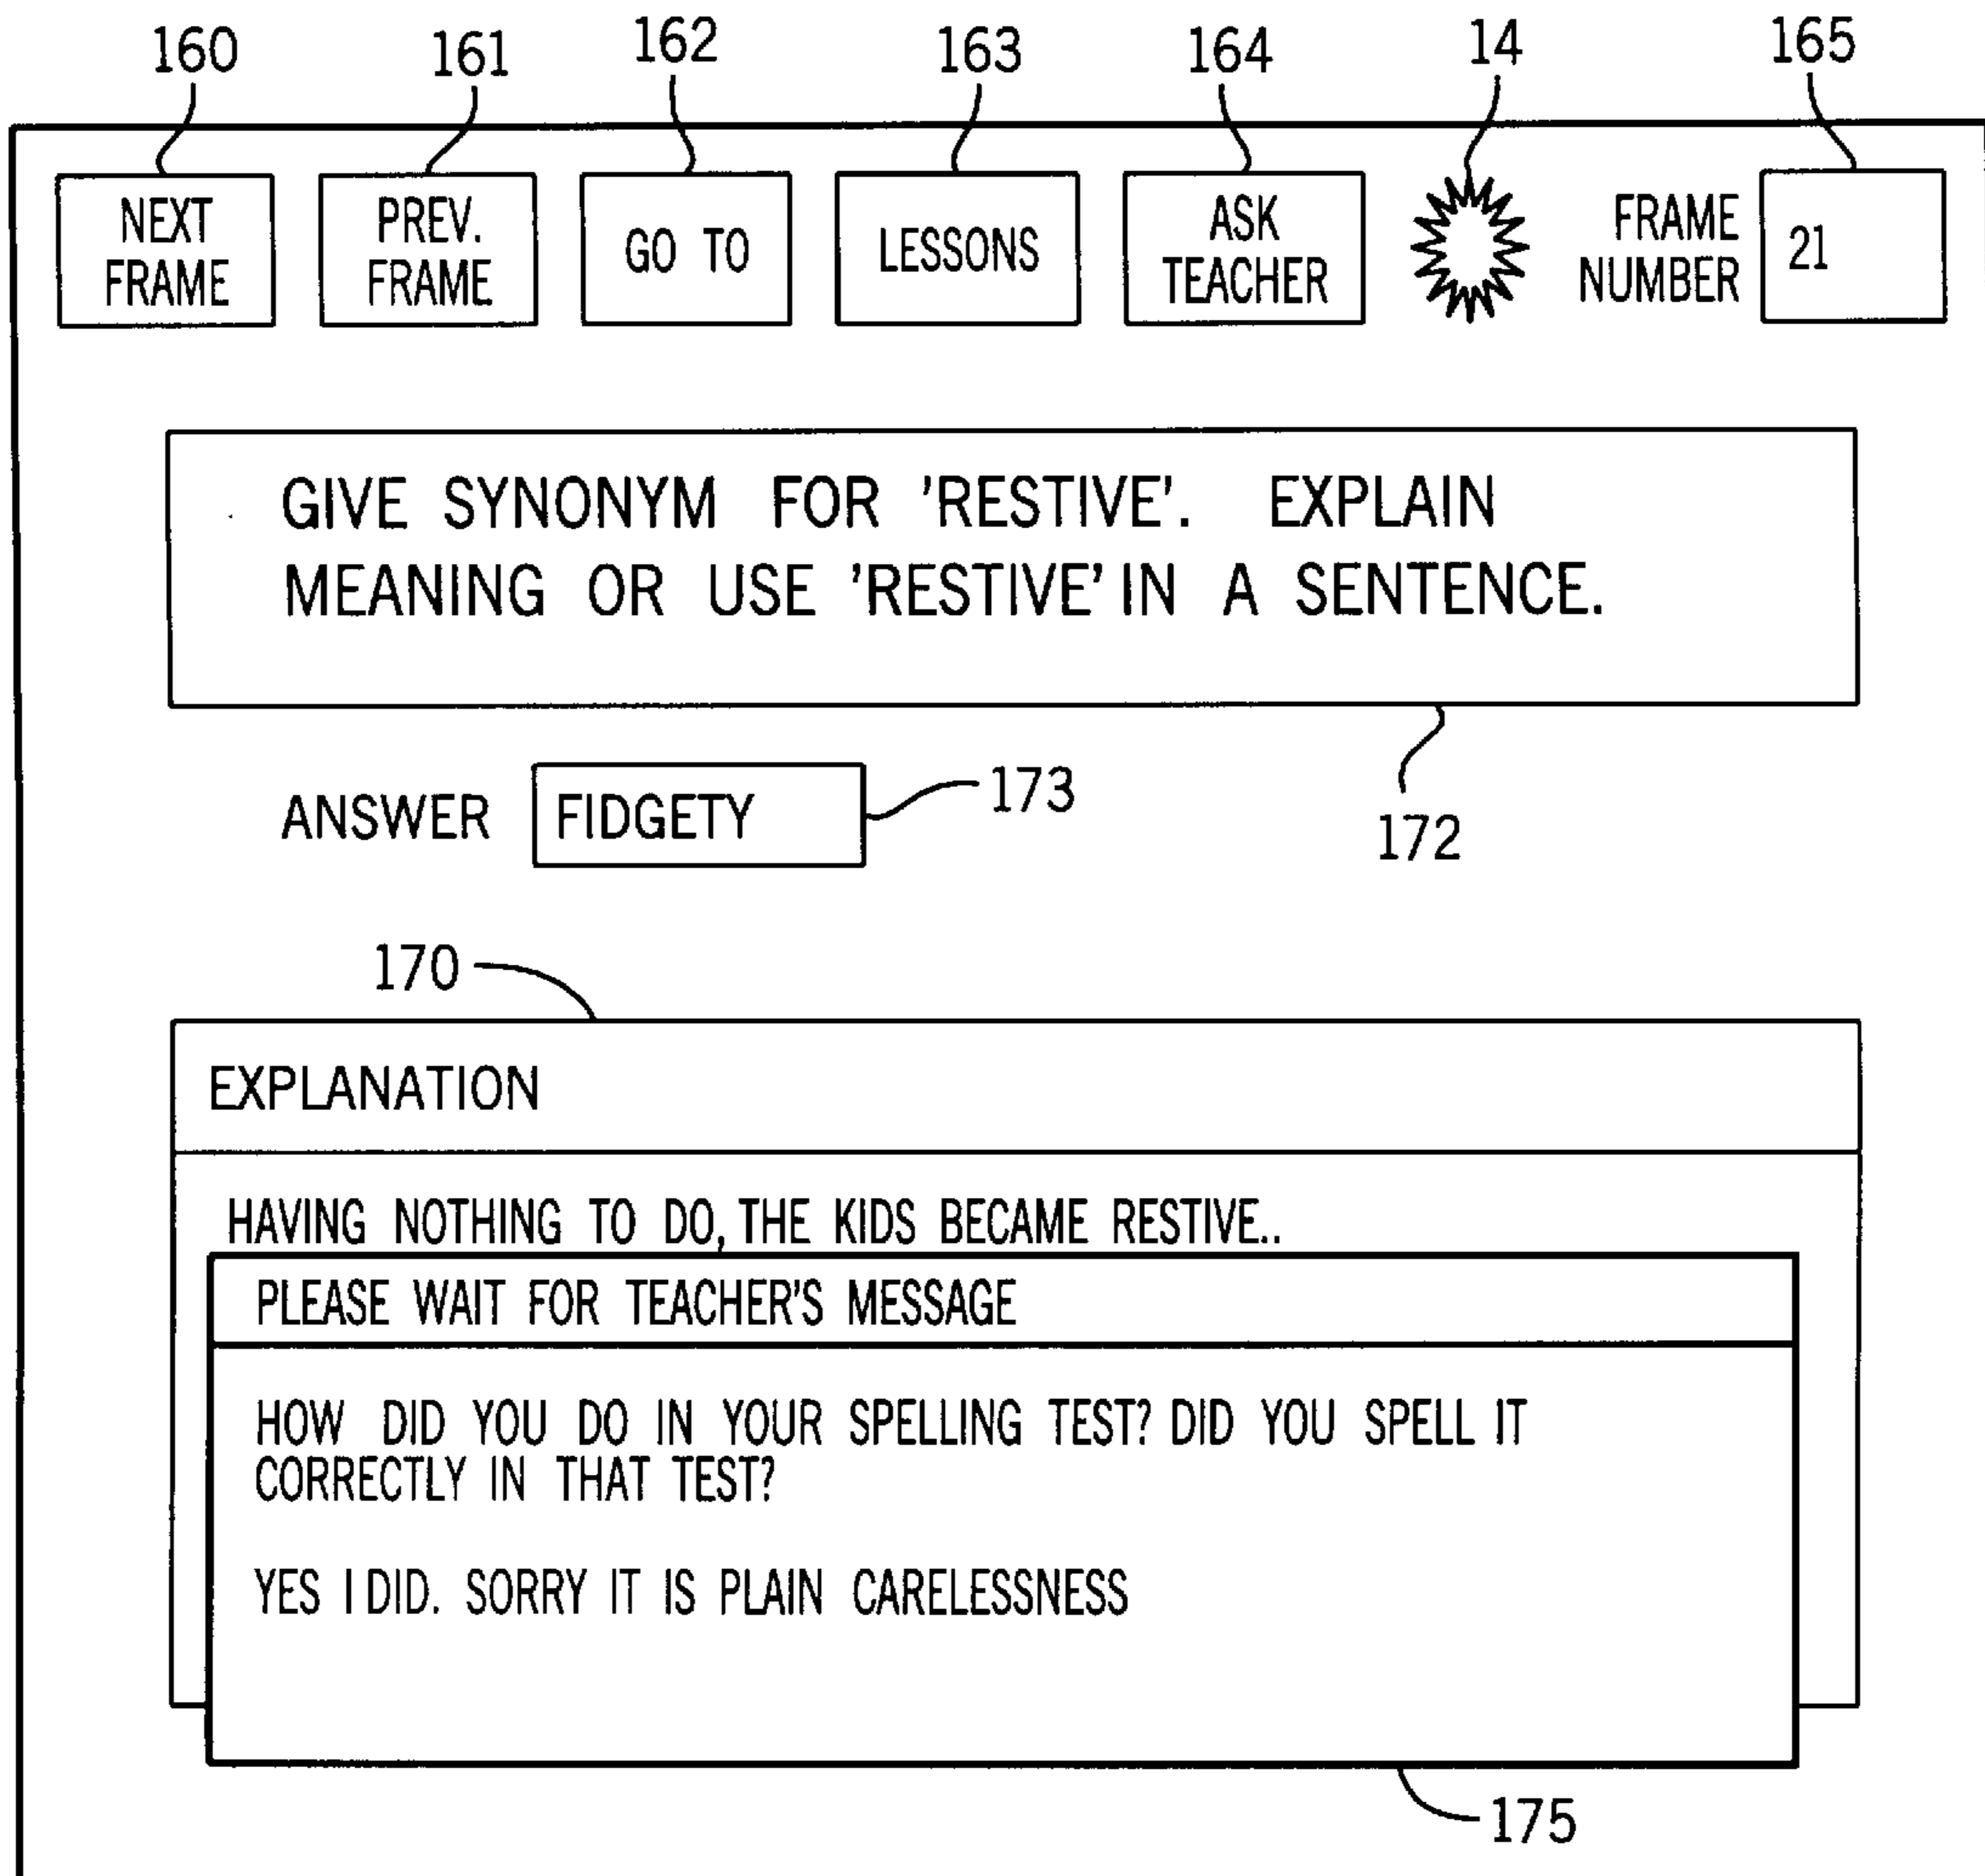 160 161 162 163 164 14 165
NEXT FRAME
PREV. FRAME
GO TO
LESSONS
ASK TEACHER
FRAME NUMBER
21
GIVE SYNONYM FOR 'RESTIVE'. EXPLAIN
MEANING OR USE 'RESTIVE' IN A SENTENCE.
172
ANSWER FIDGETY 173
170
EXPLANATION
HAVING NOTHING TO DO, THE KIDS BECAME RESTIVE..
PLEASE WAIT FOR TEACHER'S MESSAGE
HOW DID YOU DO IN YOUR SPELLING TEST? DID YOU SPELL IT
CORRECTLY IN THAT TEST?
YES I DID. SORRY IT IS PLAIN CARELESSNESS
175